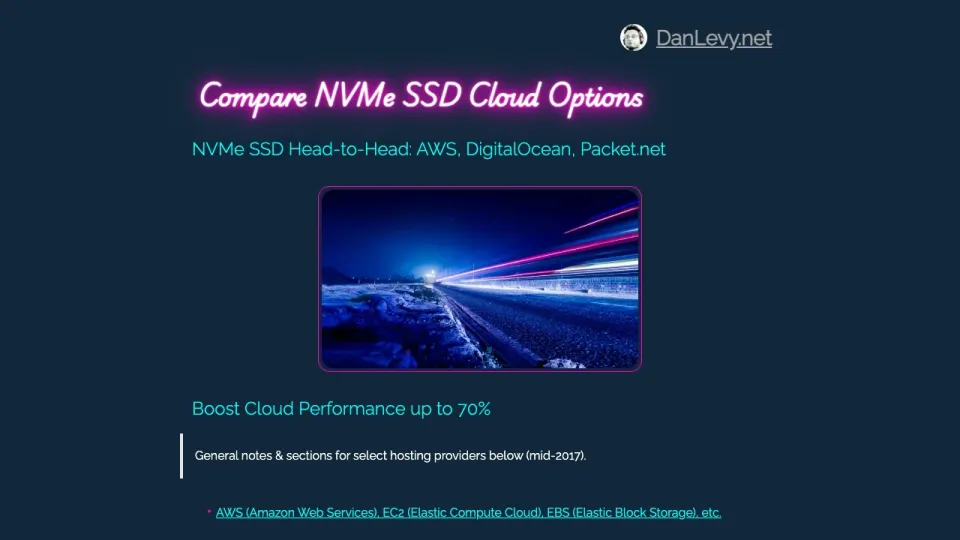 DanLevy.net
Compare NVMe SSD Cloud Options
NVMe SSD Head-to-Head: AWS, DigitalOcean, Packet.net
Boost Cloud Performance up to 70%
General notes & sections for select hosting providers below (mid-2017).
AWS (Amazon Web Services), EC2 (Elastic Compute Cloud), EBS (Elastic Block Storage), etc.